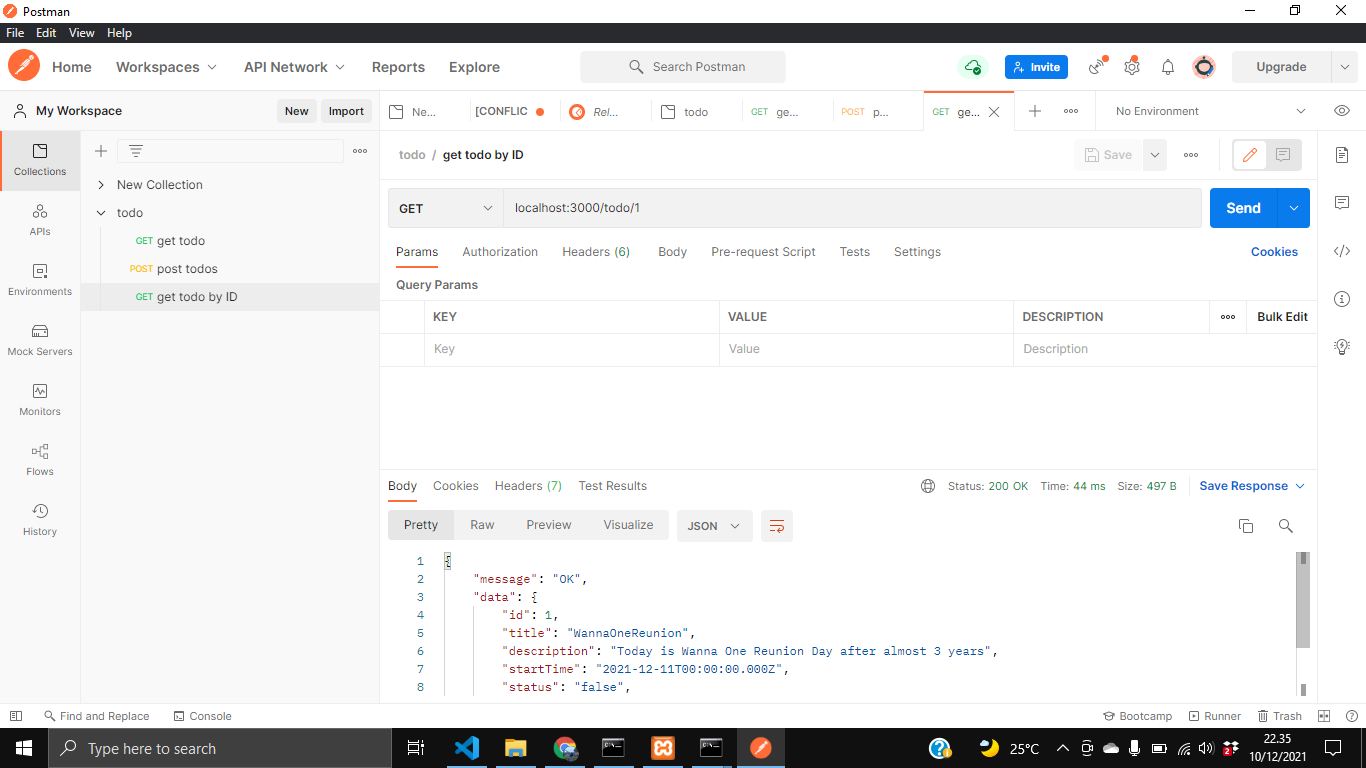 Postman
File Edit View Help
Home Workspaces API Network Reports Explore Search Postman Invite Upgrade
My Workspace New Import Ne... [CONFLIC Rel... todo GET ge... POST p... GET ge... No Environment
todo / get todo by ID Save
Collections
APIs
Environments
Mock Servers
Monitors
Flows
History
New Collection
todo
GET get todo
POST post todos
GET get todo by ID
GET localhost:3000/todo/1 Send
Params Authorization Headers (6) Body Pre-request Script Tests Settings Cookies
Query Params
KEY VALUE DESCRIPTION Bulk Edit
Key Value Description
Body Cookies Headers (7) Test Results Status: 200 OK Time: 44 ms Size: 497 B Save Response
Pretty Raw Preview Visualize JSON
1 {
2 "message": "OK",
3 "data": {
4 "id": 1,
5 "title": "WannaOneReunion",
6 "description": "Today is Wanna One Reunion Day after almost 3 years",
7 "startTime": "2021-12-11T00:00:00.000Z",
8 "status": "false",
Find and Replace Console Bootcamp Runner Trash
Type here to search 25°C 2 22.35
10/12/2021